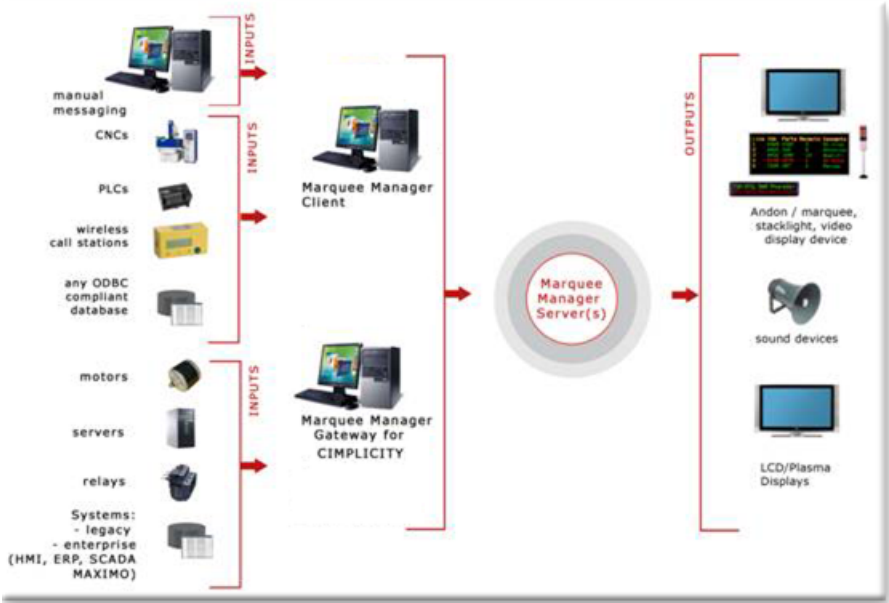 INPUTS
manual
messaging
CNCs
PLCs
wireless
call stations
any ODBC
compliant
database
INPUTS
motors
servers
relays
Systems:
- legacy
- enterprise
(HMI, ERP, SCADA
MAXIMO)
INPUTS
Marquee Manager
Client
Marquee Manager
Gateway for
CIMPLICITY
Marquee
Manager
Server(s)
OUTPUTS
Andon / marquee,
stacklight, video
display device
sound devices
LCD/Plasma
Displays